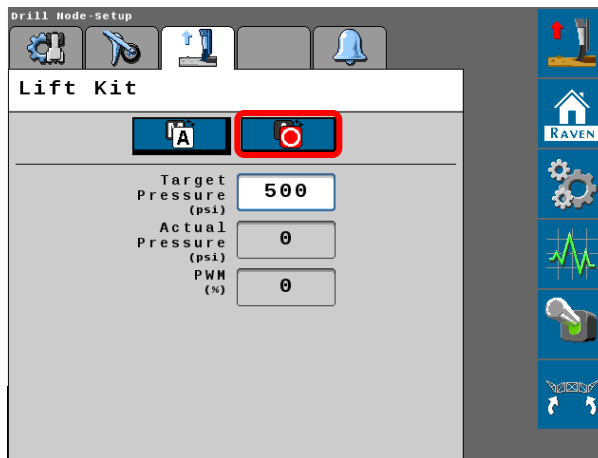 Drill Node-Setup
Lift Kit
A
Target
Pressure
(psi)
500
Actual
Pressure
(psi)
0
PWM
(%)
0
RAVEN